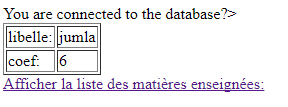 You are connected to the database?>
libelle: jumla
coef: 6
Afficher la liste des matières enseignées: